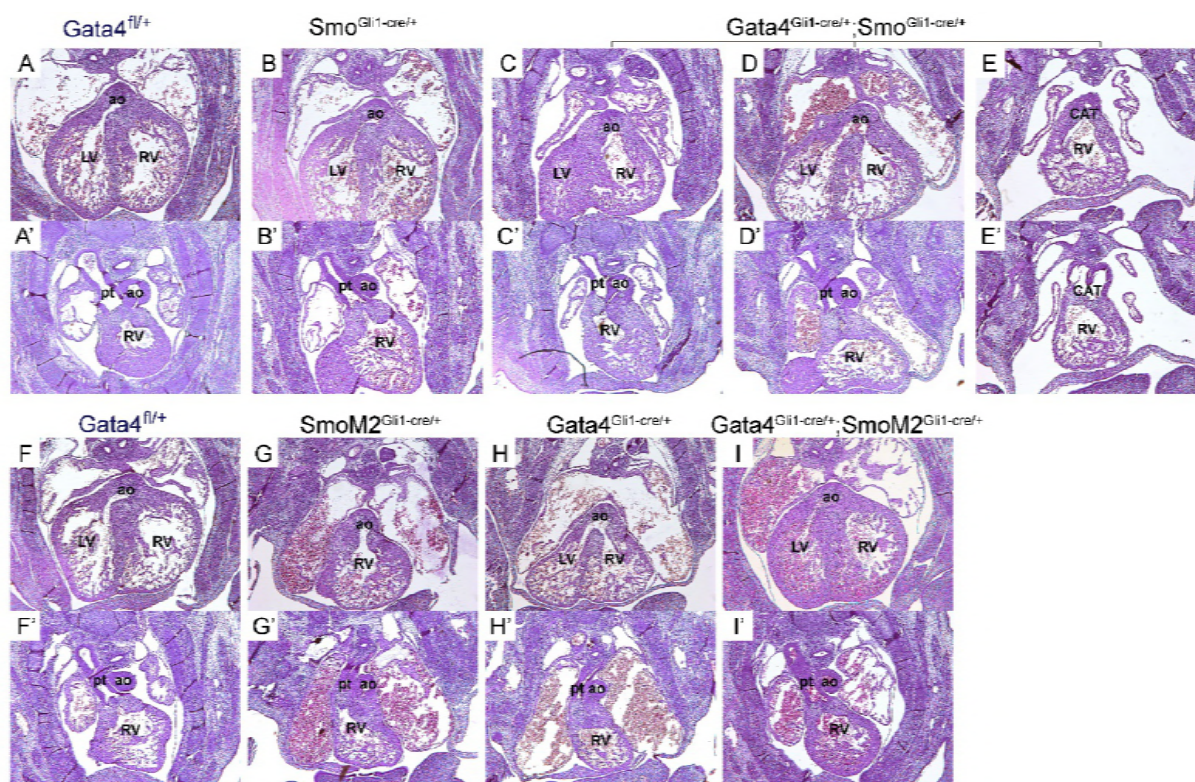 Gata4fl/+ SmoGli1-cre/+ Gata4Gli1-cre/+;SmoGli1-cre/+
A B C D E
ao ao ao ao CAT
LV RV LV RV LV RV LV RV RV
A' B' C' D' E'
pt ao pt ao pt ao pt ao CAT
RV RV RV RV RV
Gata4fl/+ SmoM2Gli1-cre/+ Gata4Gli1-cre/+ Gata4Gli1-cre/+;SmoM2Gli1-cre/+
F G H I
ao ao ao ao
LV RV RV LV RV LV RV
F' G' H' I'
pt ao pt ao pt ao pt ao
RV RV RV RV